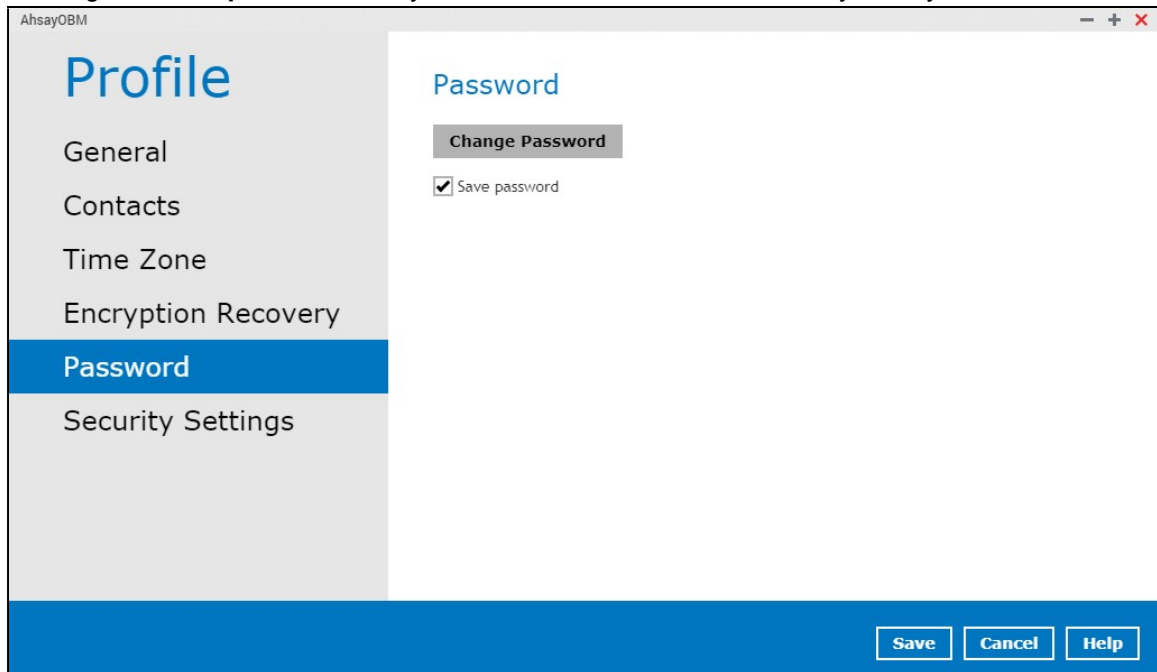 AhsayOBM
Profile
General
Contacts
Time Zone
Encryption Recovery
Password
Security Settings
Password
Change Password
Save password
Save Cancel Help